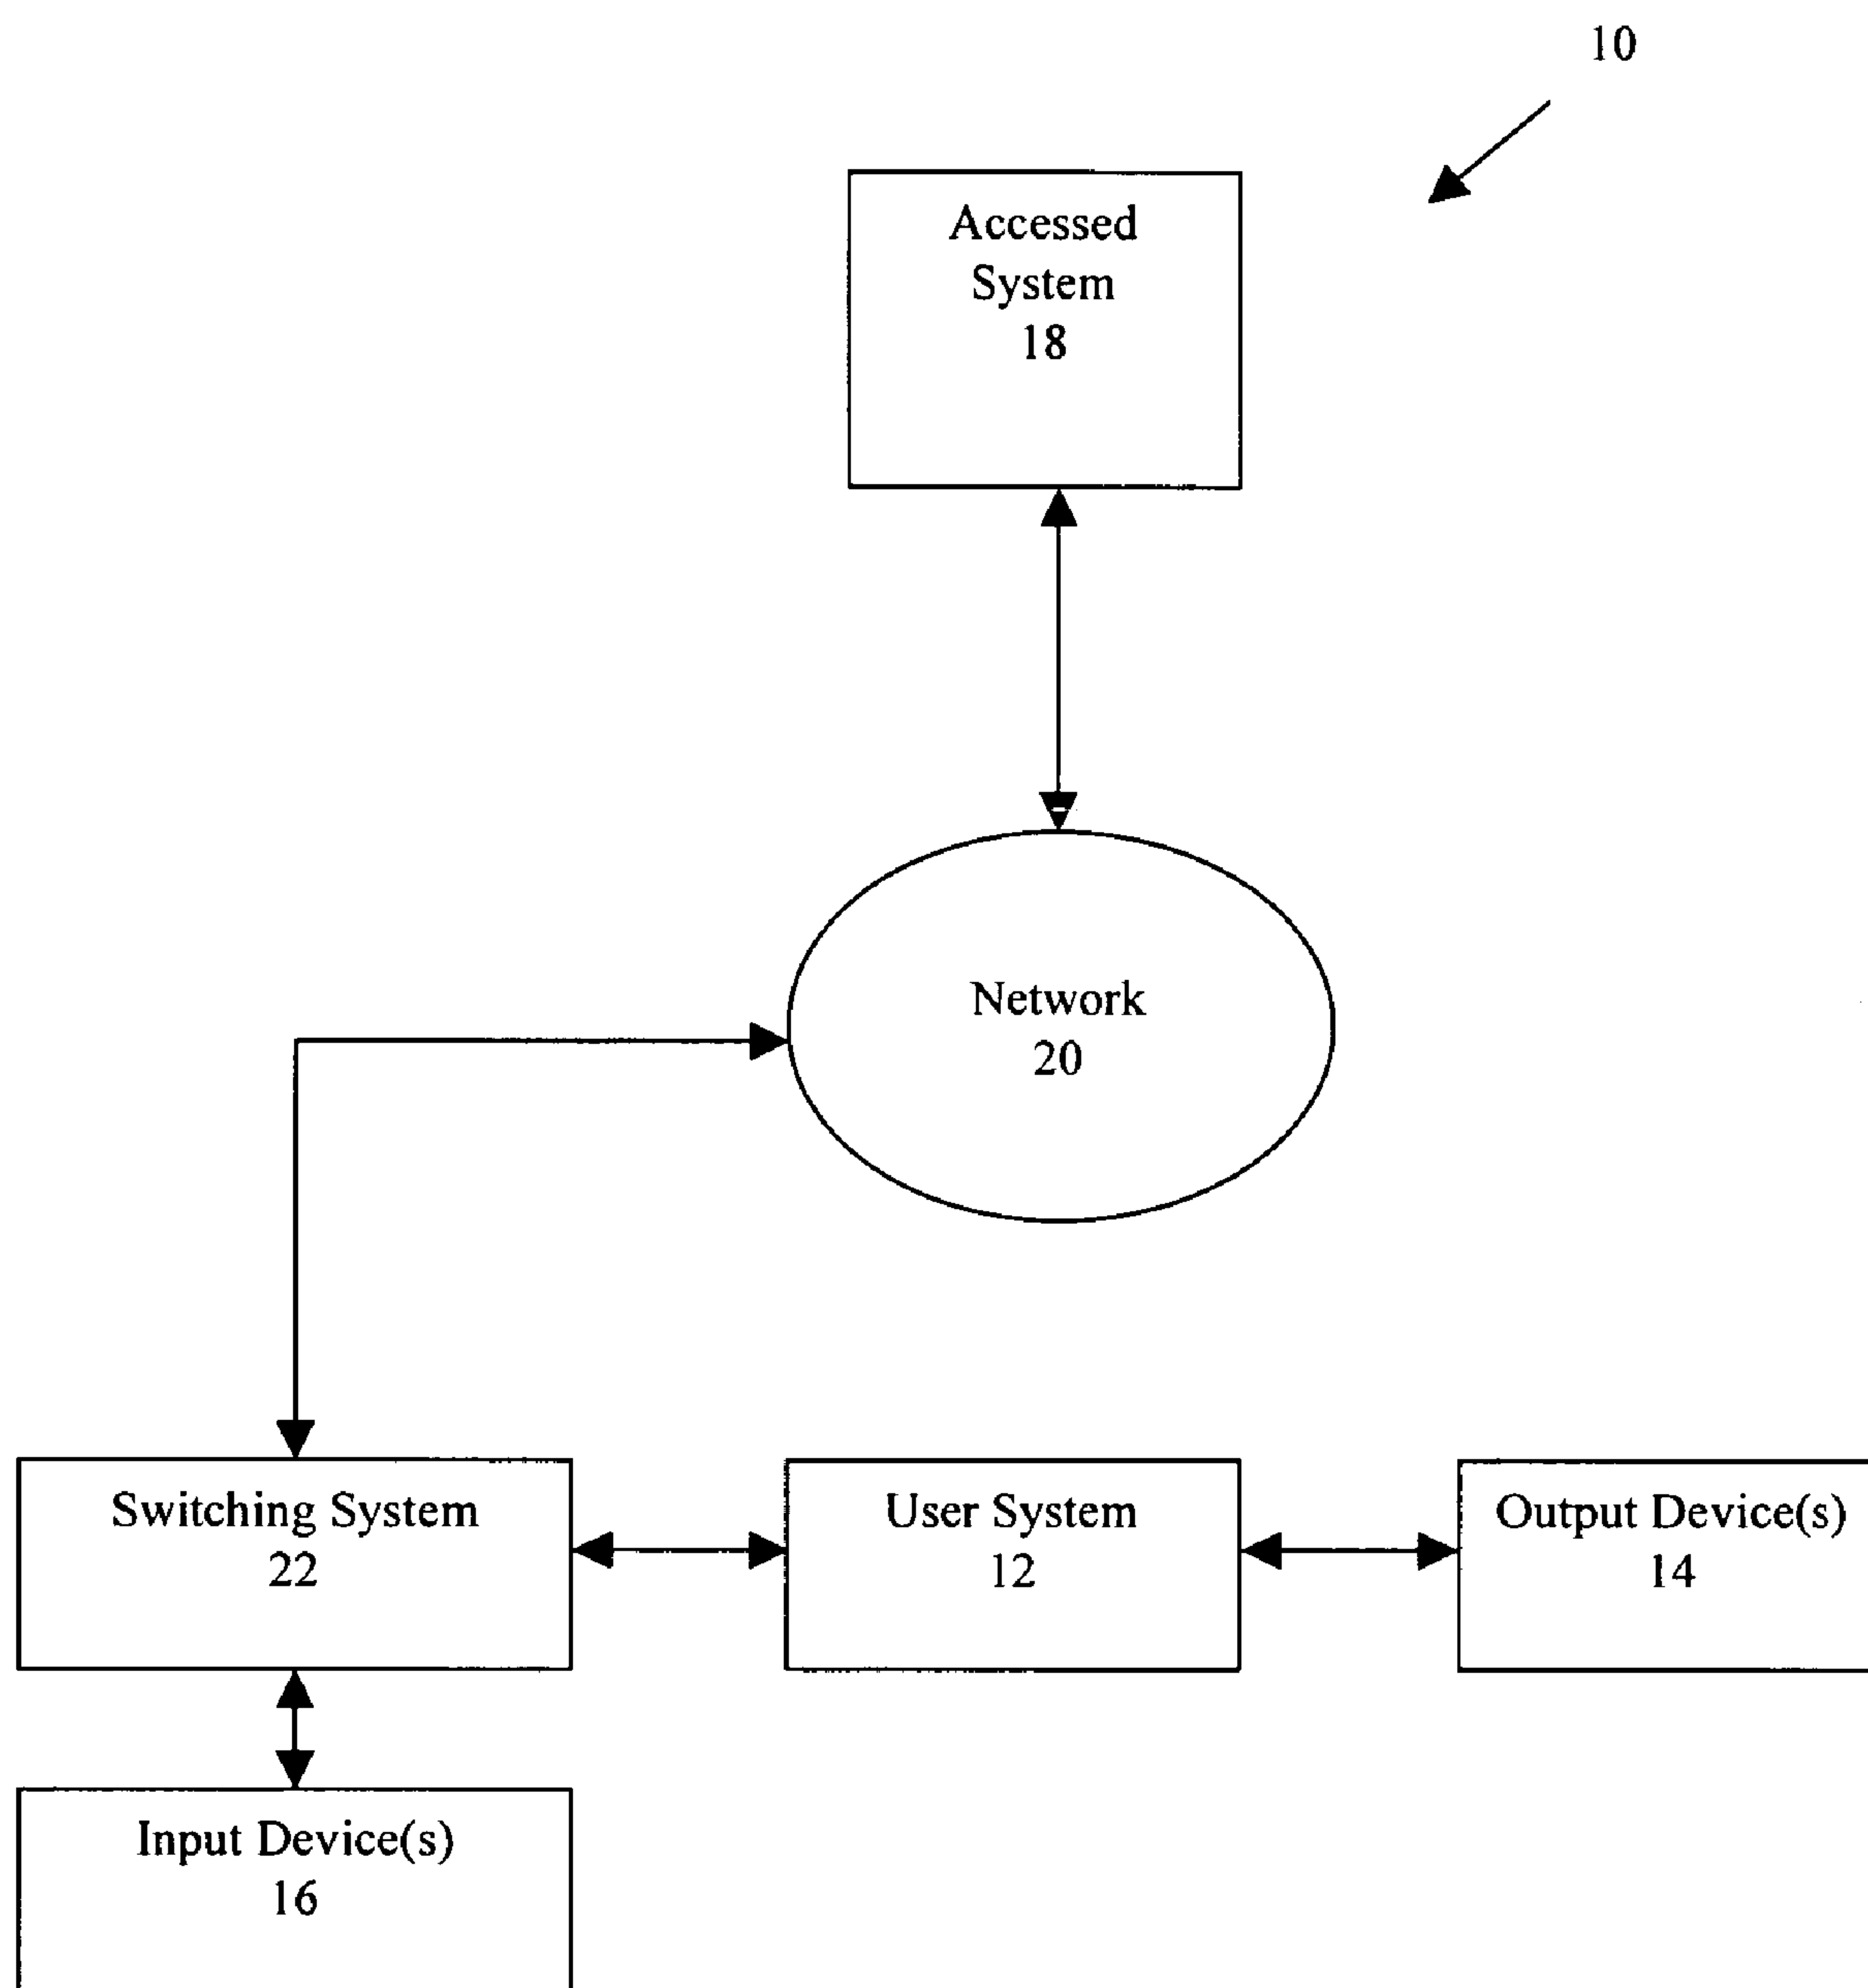 10
Accessed
System
18
Network
20
Switching System
22
User System
12
Output Device(s)
14
Input Device(s)
16